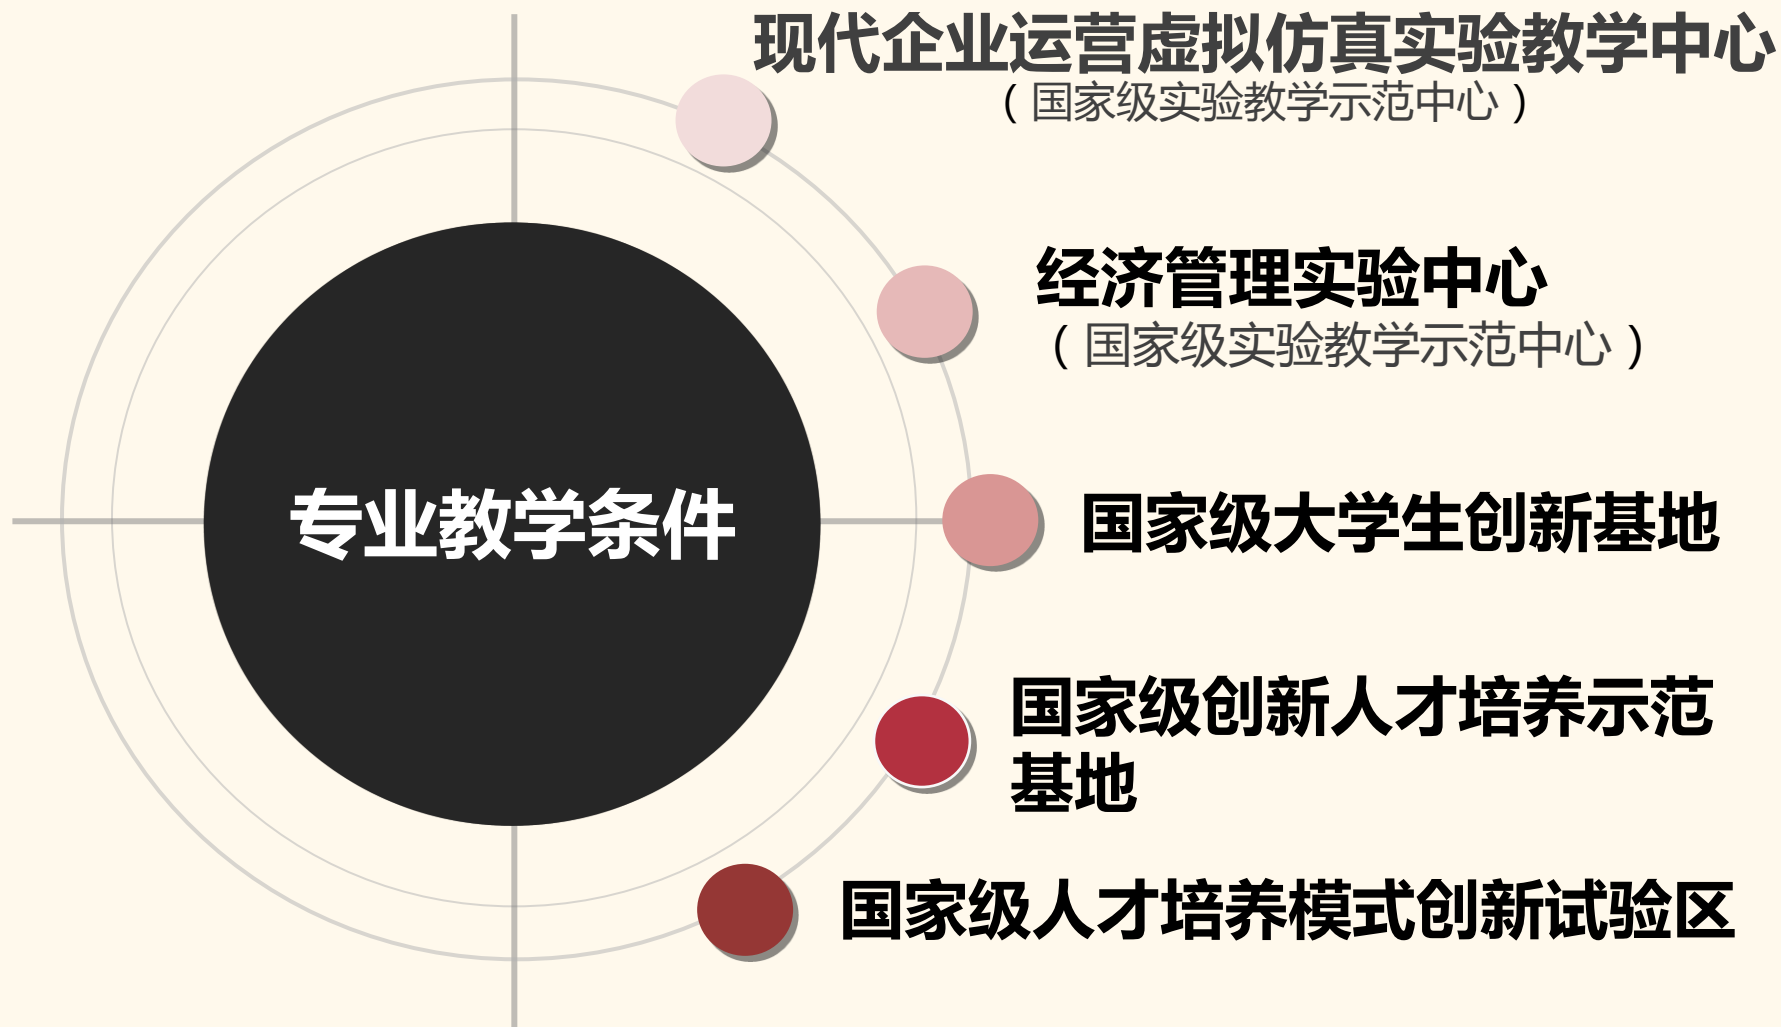 现代企业运营虚拟仿真实验教学中心
（国家级实验教学示范中心）
经济管理实验中心
（国家级实验教学示范中心）
专业教学条件
国家级大学生创新基地
国家级创新人才培养示范
基地
国家级人才培养模式创新试验区